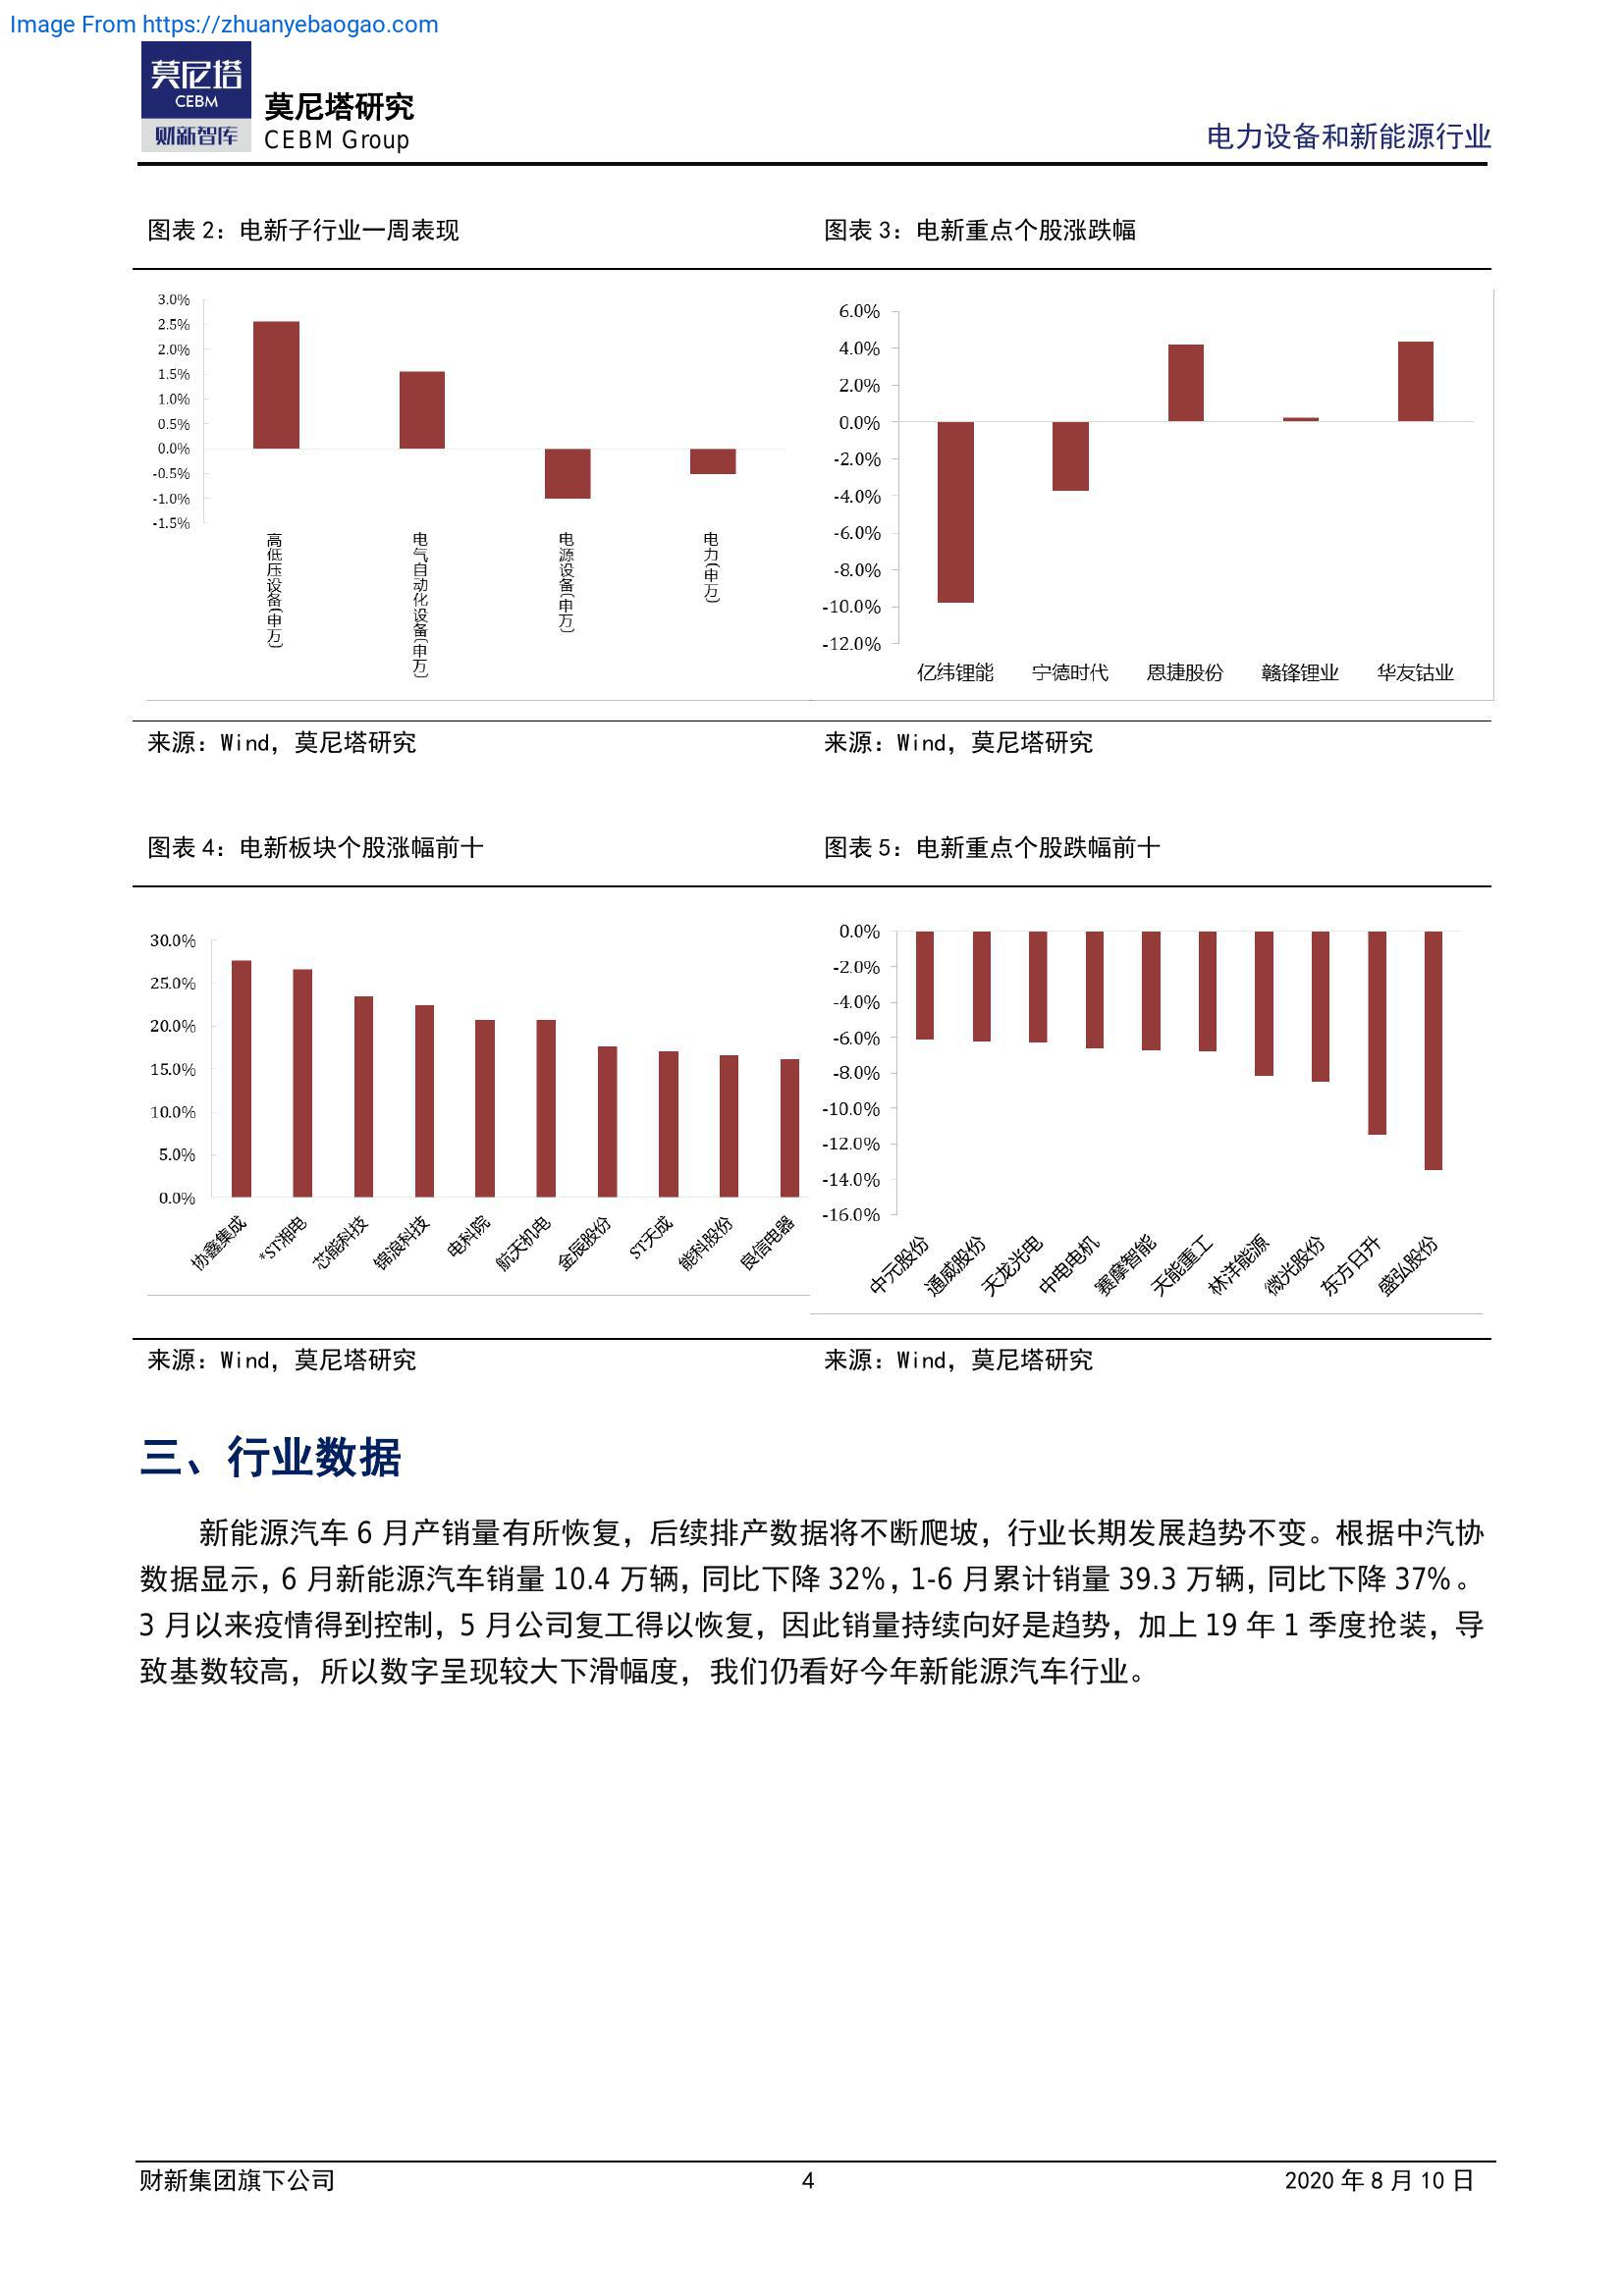 Image From https://zhuanyebaogao.com
莫尼塔
CEBM
财新智库
莫尼塔研究
CEBM Group
电力设备和新能源行业
图表 2：电新子行业一周表现
3.0%
2.5%
2.0%
1.5%
1.0%
0.5%
0.0%
-0.5%
-1.0%
-1.5%
高低压设备(申万)
电气自动化设备(申万)
电源设备(申万)
电力(申万)
图表 3：电新重点个股涨跌幅
6.0%
4.0%
2.0%
0.0%
-2.0%
-4.0%
-6.0%
-8.0%
-10.0%
-12.0%
亿纬锂能 宁德时代 恩捷股份 赣锋锂业 华友钴业
来源：Wind，莫尼塔研究
来源：Wind，莫尼塔研究
图表 4：电新板块个股涨幅前十
30.0%
25.0%
20.0%
15.0%
10.0%
5.0%
0.0%
协鑫集成
*ST湘电
芯能科技
锦浪科技
电科院
航天机电
金辰股份
ST天成
能科股份
良信电器
图表 5：电新重点个股跌幅前十
0.0%
-2.0%
-4.0%
-6.0%
-8.0%
-10.0%
-12.0%
-14.0%
-16.0%
中元股份
通威股份
天龙光电
中电电机
赛摩智能
天能重工
林洋能源
微光股份
东方日升
盛弘股份
来源：Wind，莫尼塔研究
来源：Wind，莫尼塔研究
三、行业数据
新能源汽车 6 月产销量有所恢复，后续排产数据将不断爬坡，行业长期发展趋势不变。根据中汽协
数据显示，6 月新能源汽车销量 10.4 万辆，同比下降 32%，1-6 月累计销量 39.3 万辆，同比下降 37%。
3 月以来疫情得到控制，5 月公司复工得以恢复，因此销量持续向好是趋势，加上 19 年 1 季度抢装，导
致基数较高，所以数字呈现较大下滑幅度，我们仍看好今年新能源汽车行业。
财新集团旗下公司
4
2020 年 8 月 10 日